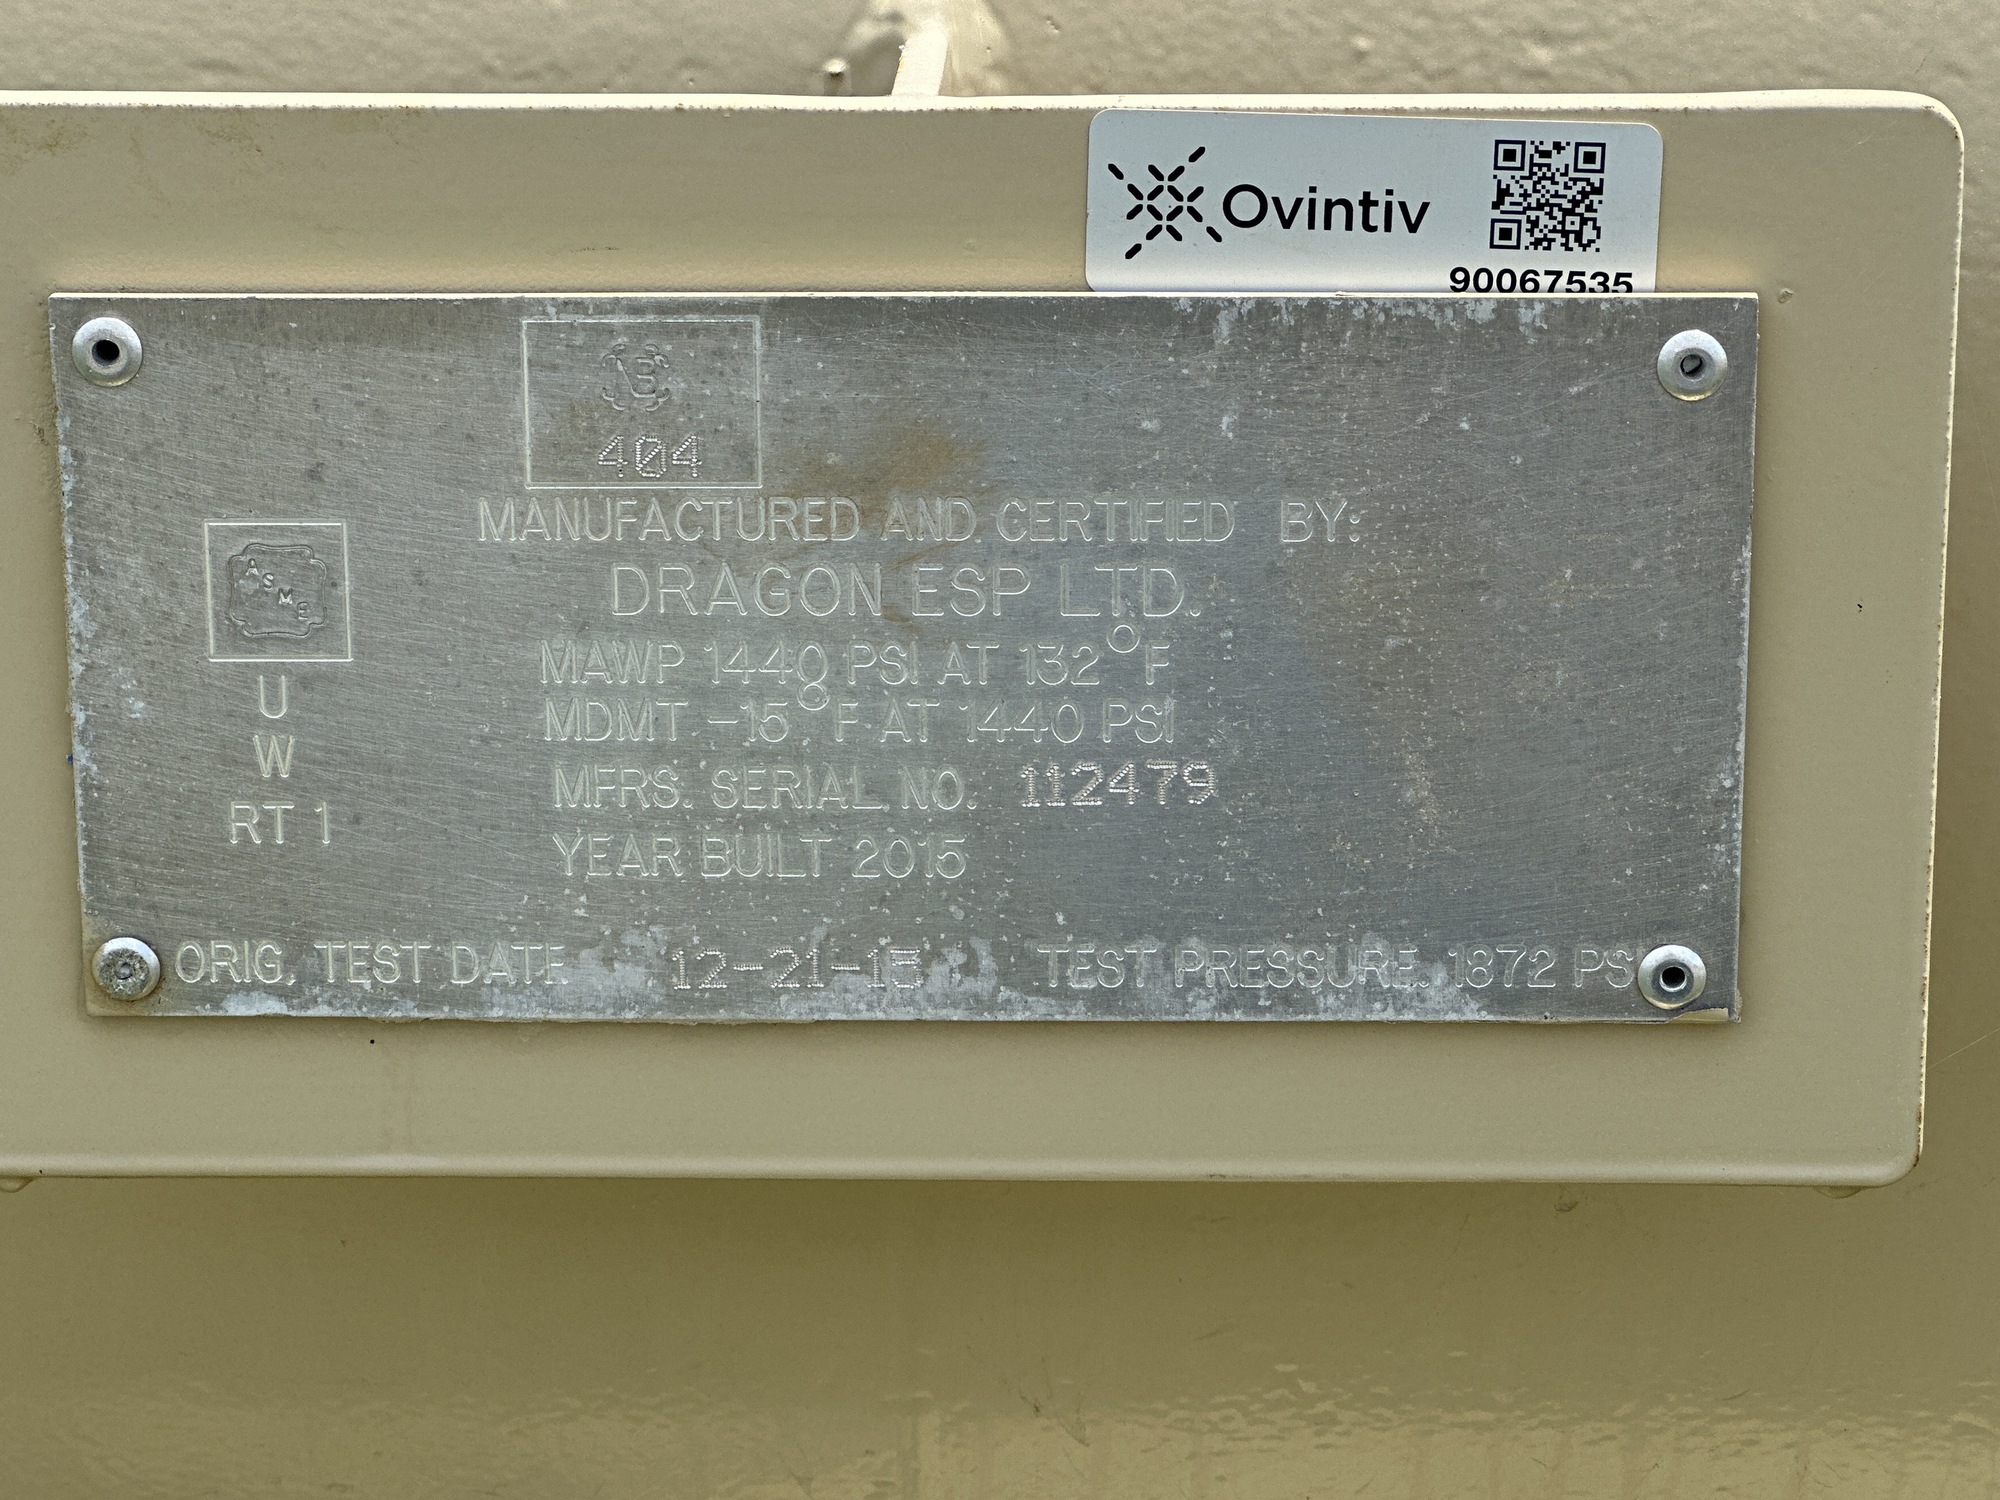 Ovintiv
90067535
NB
404
MANUFACTURED AND CERTIFIED BY:
DRAGON ESP LTD.
ASME
U
W
RT 1
MAWP 1440 PSI AT 132°F
MDMT -15°F AT 1440 PSI
MFRS. SERIAL NO. 112479
YEAR BUILT 2015
ORIG. TEST DATE 12-21-15 TEST PRESSURE. 1872 PSI